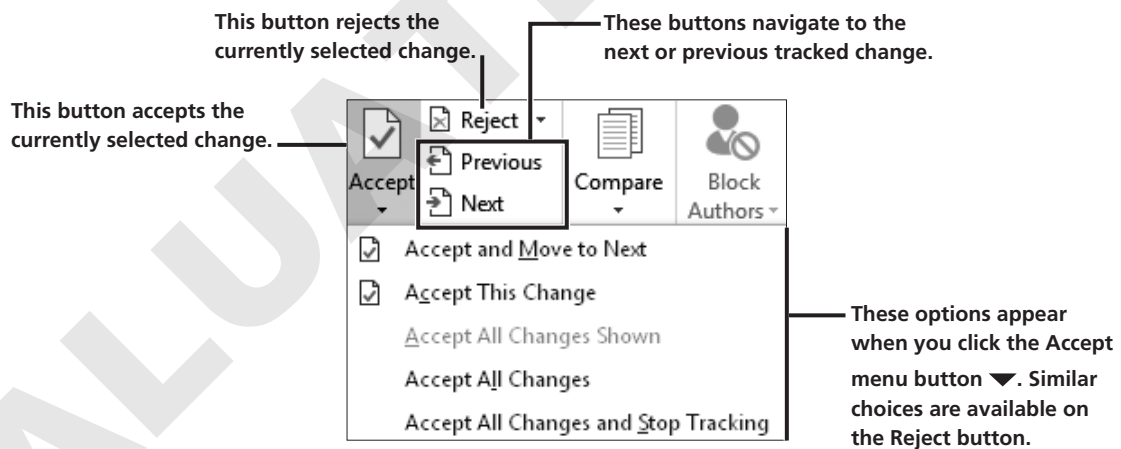 This button rejects the
currently selected change.
These buttons navigate to the
next or previous tracked change.
This button accepts the
currently selected change.
Reject
Previous
Next
Accept
Compare
Block
Authors
Accept and Move to Next
Accept This Change
Accept All Changes Shown
Accept All Changes
Accept All Changes and Stop Tracking
These options appear
when you click the Accept
menu button ▼. Similar
choices are available on
the Reject button.